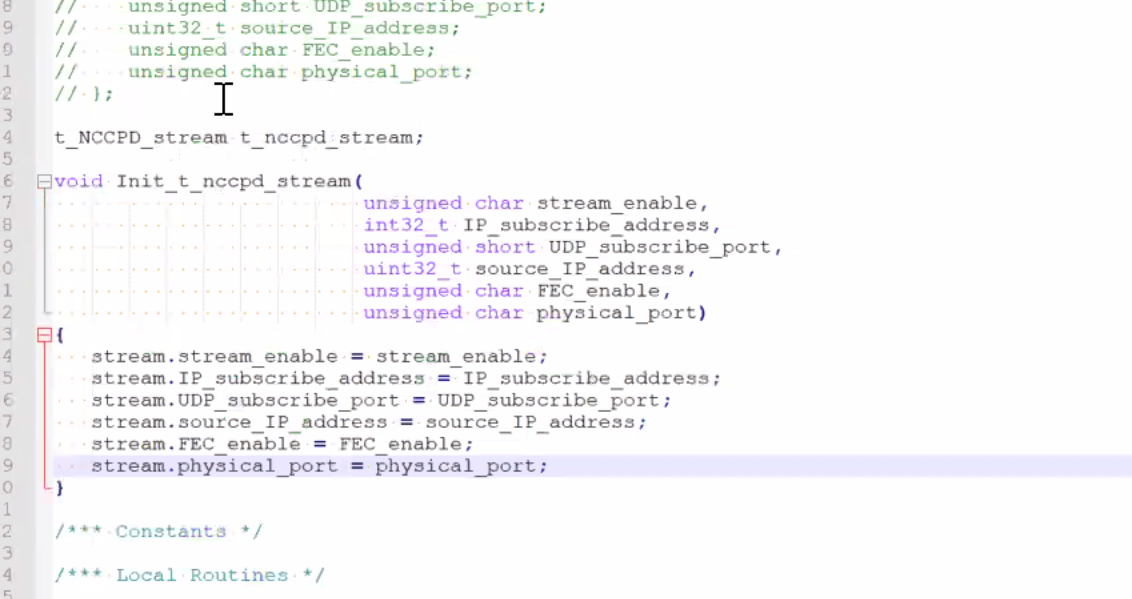 8 // unsigned short UDP_subscribe_port;
9 // uint32_t source_IP_address;
0 // unsigned char FEC_enable;
1 // unsigned char physical_port;
2 // };
3
4 t_NCCPD_stream t_nccpd_stream;
5
6 void Init_t_nccpd_stream(
7 unsigned char stream_enable,
8 int32_t IP_subscribe_address,
9 unsigned short UDP_subscribe_port,
0 uint32_t source_IP_address,
1 unsigned char FEC_enable,
2 unsigned char physical_port)
3 {
4 stream.stream_enable = stream_enable;
5 stream.IP_subscribe_address = IP_subscribe_address;
6 stream.UDP_subscribe_port = UDP_subscribe_port;
7 stream.source_IP_address = source_IP_address;
8 stream.FEC_enable = FEC_enable;
9 stream.physical_port = physical_port;
0 }
1
2 /*** Constants */
3
4 /*** Local Routines */
5